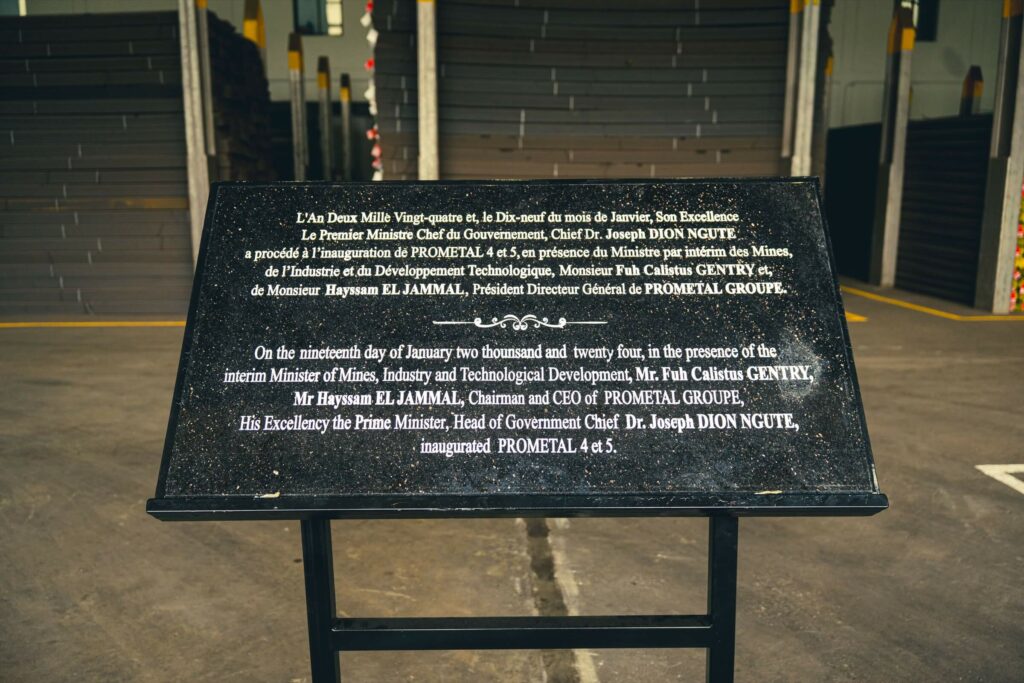 L'An Deux Mille Vingt-quatre et, le Dix-neuf du mois de Janvier, Son Excellence
Le Premier Ministre Chef du Gouvernement, Chief Dr. Joseph DION NGUTE
a procédé à l'inauguration de PROMETAL 4 et 5, en présence du Ministre par intérim des Mines,
de l'Industrie et du Développement Technologique, Monsieur Fuh Calistus GENTRY et,
de Monsieur Hayssam EL JAMMAL, Président Directeur Général de PROMETAL GROUPE.
On the nineteenth day of January two thounsand and twenty four, in the presence of the
interim Minister of Mines, Industry and Technological Development, Mr. Fuh Calistus GENTRY,
Mr Hayssam EL JAMMAL, Chairman and CEO of PROMETAL GROUPE,
His Excellency the Prime Minister, Head of Government Chief Dr. Joseph DION NGUTE,
inaugurated PROMETAL 4 et 5.